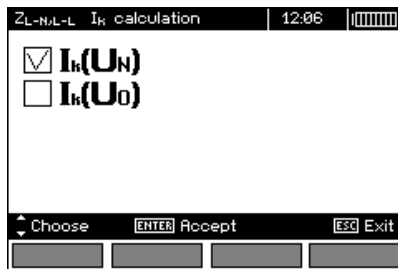 ZL-N,L-L Ik calculation 12:06
Ik(UN)
Ik(U0)
Choose ENTER Accept ESC Exit